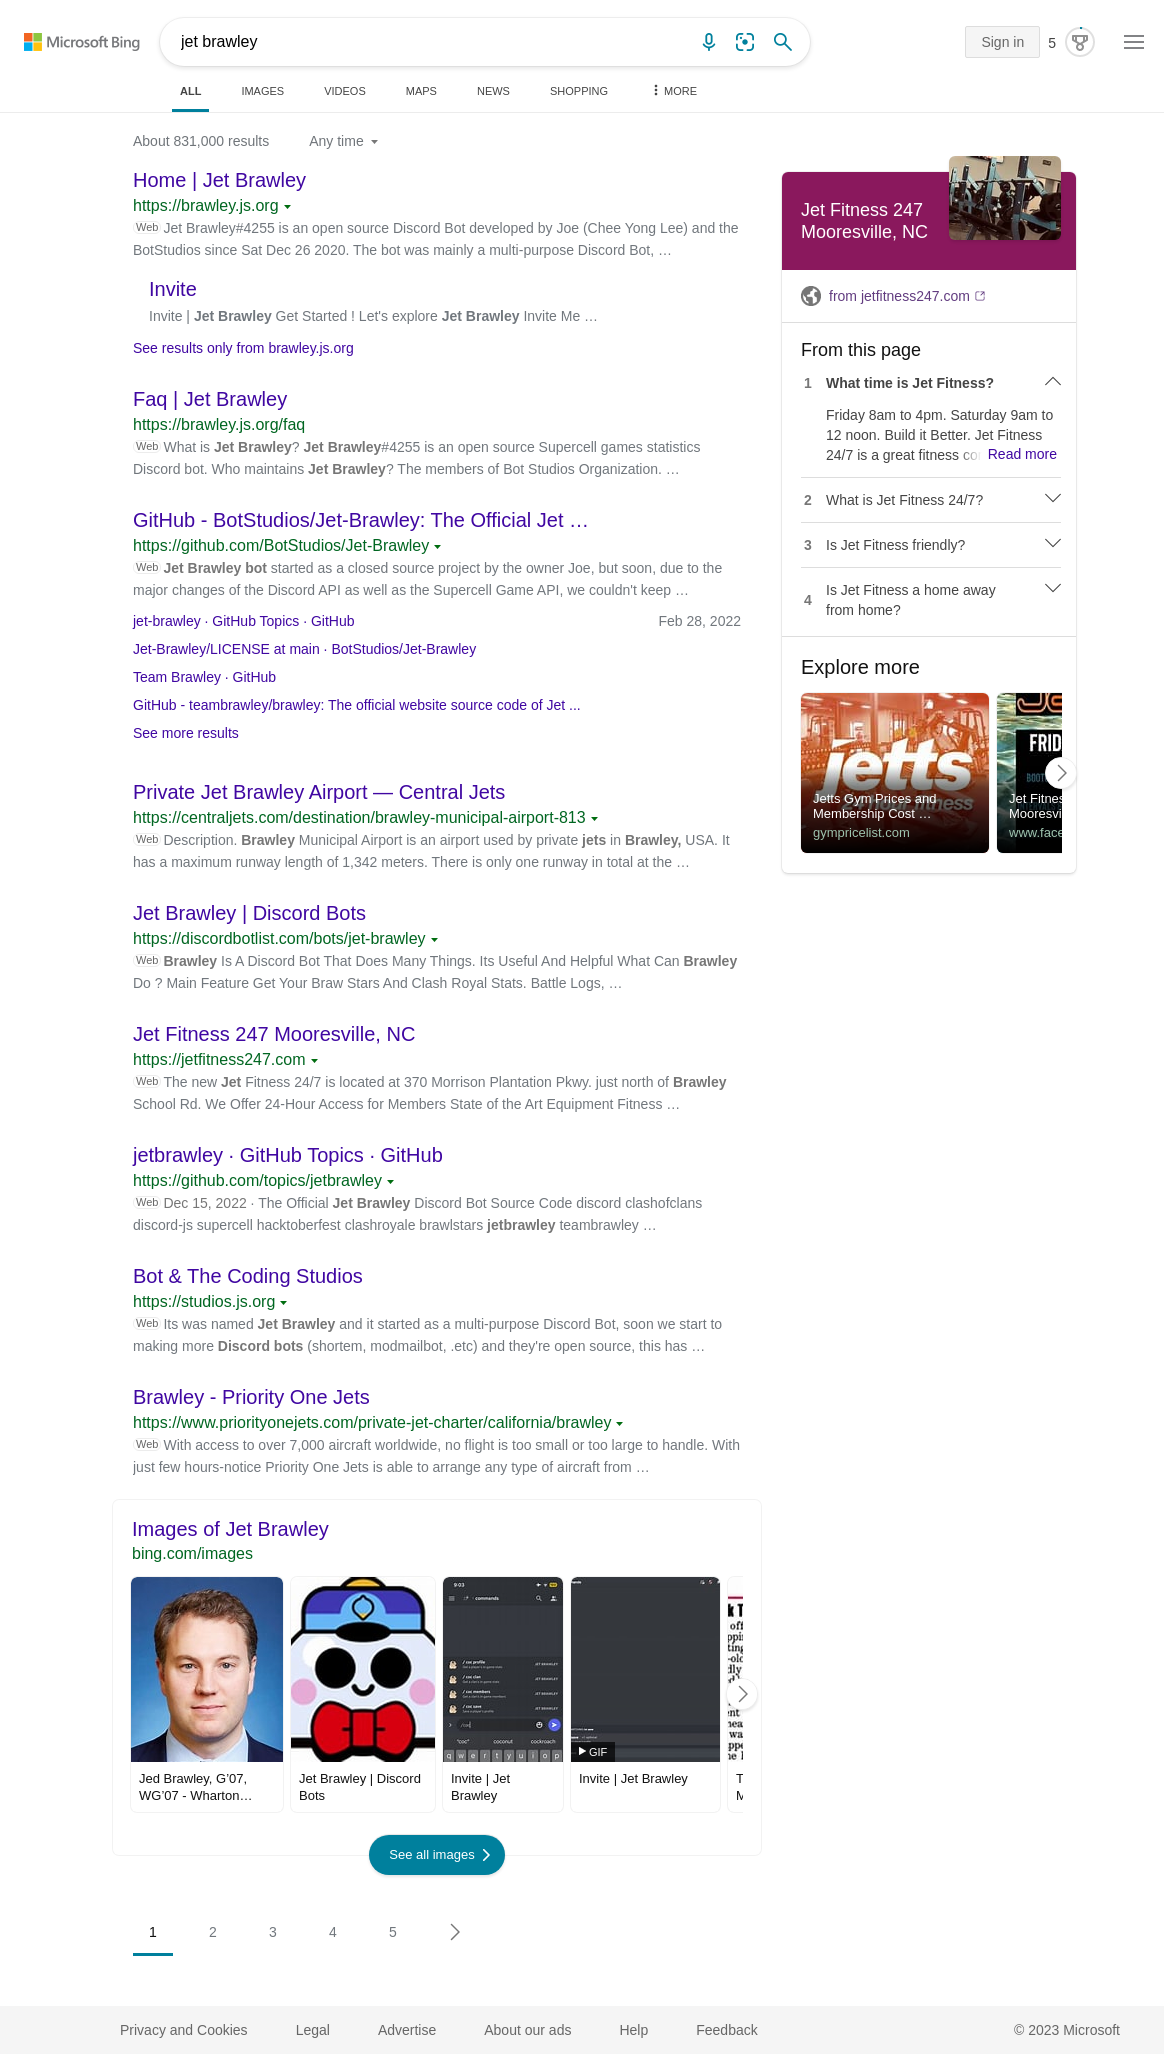 Microsoft Bing
jet brawley
Sign in
5
ALL
IMAGES
VIDEOS
MAPS
NEWS
SHOPPING
MORE
About 831,000 results
Any time
Home | Jet Brawley
https://brawley.js.org
Web Jet Brawley#4255 is an open source Discord Bot developed by Joe (Chee Yong Lee) and the
BotStudios since Sat Dec 26 2020. The bot was mainly a multi-purpose Discord Bot, …
Invite
Invite | Jet Brawley Get Started ! Let's explore Jet Brawley Invite Me …
See results only from brawley.js.org
Faq | Jet Brawley
https://brawley.js.org/faq
Web What is Jet Brawley? Jet Brawley#4255 is an open source Supercell games statistics
Discord bot. Who maintains Jet Brawley? The members of Bot Studios Organization. …
GitHub - BotStudios/Jet-Brawley: The Official Jet …
https://github.com/BotStudios/Jet-Brawley
Web Jet Brawley bot started as a closed source project by the owner Joe, but soon, due to the
major changes of the Discord API as well as the Supercell Game API, we couldn't keep …
jet-brawley · GitHub Topics · GitHub
Feb 28, 2022
Jet-Brawley/LICENSE at main · BotStudios/Jet-Brawley
Team Brawley · GitHub
GitHub - teambrawley/brawley: The official website source code of Jet ...
See more results
Private Jet Brawley Airport — Central Jets
https://centraljets.com/destination/brawley-municipal-airport-813
Web Description. Brawley Municipal Airport is an airport used by private jets in Brawley, USA. It
has a maximum runway length of 1,342 meters. There is only one runway in total at the …
Jet Brawley | Discord Bots
https://discordbotlist.com/bots/jet-brawley
Web Brawley Is A Discord Bot That Does Many Things. Its Useful And Helpful What Can Brawley
Do ? Main Feature Get Your Braw Stars And Clash Royal Stats. Battle Logs, …
Jet Fitness 247 Mooresville, NC
https://jetfitness247.com
Web The new Jet Fitness 24/7 is located at 370 Morrison Plantation Pkwy. just north of Brawley
School Rd. We Offer 24-Hour Access for Members State of the Art Equipment Fitness …
jetbrawley · GitHub Topics · GitHub
https://github.com/topics/jetbrawley
Web Dec 15, 2022 · The Official Jet Brawley Discord Bot Source Code discord clashofclans
discord-js supercell hacktoberfest clashroyale brawlstars jetbrawley teambrawley …
Bot & The Coding Studios
https://studios.js.org
Web Its was named Jet Brawley and it started as a multi-purpose Discord Bot, soon we start to
making more Discord bots (shortem, modmailbot, .etc) and they're open source, this has …
Brawley - Priority One Jets
https://www.priorityonejets.com/private-jet-charter/california/brawley
Web With access to over 7,000 aircraft worldwide, no flight is too small or too large to handle. With
just few hours-notice Priority One Jets is able to arrange any type of aircraft from …
Images of Jet Brawley
bing.com/images
9:03
commands
/ coc profile
JET BRAWLEY
/ coc clan
JET BRAWLEY
/ coc members
JET BRAWLEY
/ coc save
JET BRAWLEY
"coc"
coconut
cockroach
q w e r t y u i o p
GIF
Jed Brawley, G’07,
WG’07 - Wharton…
Jet Brawley | Discord
Bots
Invite | Jet
Brawley
Invite | Jet Brawley
See all images
1
2
3
4
5
Jet Fitness 247
Mooresville, NC
from jetfitness247.com
From this page
1 What time is Jet Fitness?
Friday 8am to 4pm. Saturday 9am to
12 noon. Build it Better. Jet Fitness
24/7 is a great fitness co Read more
2 What is Jet Fitness 24/7?
3 Is Jet Fitness friendly?
4 Is Jet Fitness a home away
from home?
Explore more
jetts
24 hour fitness
Jetts Gym Prices and
Membership Cost …
gympricelist.com
FRID
BOOT
Jet Fitnes
Mooresvi
www.face
Privacy and Cookies
Legal
Advertise
About our ads
Help
Feedback
© 2023 Microsoft